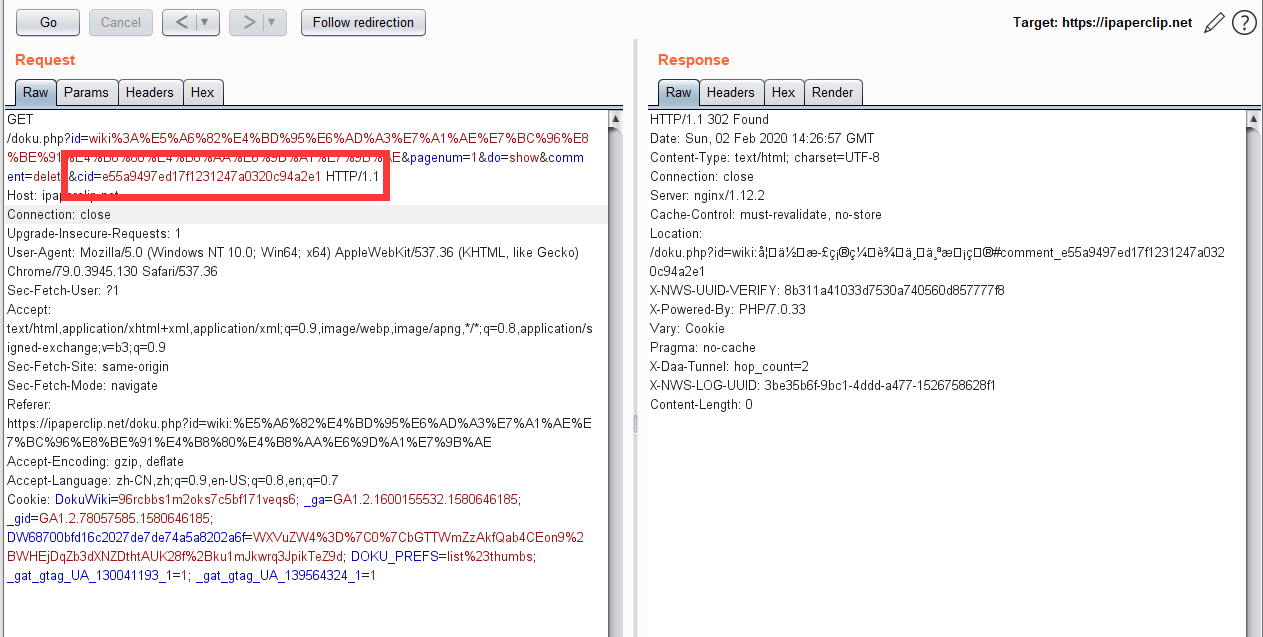 Go
Cancel
< ▼
> ▼
Follow redirection
Target: https://ipaperclip.net
?
Request
Raw Params Headers Hex
GET
/doku.php?id=wiki%3A%E5%A6%82%E4%BD%95%E6%AD%A3%E7%A1%AE%E7%BC%96%E8
&pagenum=1&do=show&comm
ent=delet &cid=e55a9497ed17f1231247a0320c94a2e1 HTTP/1.1
Host:
Connection: close
Upgrade-Insecure-Requests: 1
User-Agent: Mozilla/5.0 (Windows NT 10.0; Win64; x64) AppleWebKit/537.36 (KHTML, like Gecko)
Chrome/79.0.3945.130 Safari/537.36
Sec-Fetch-User: ?1
Accept:
text/html,application/xhtml+xml,application/xml;q=0.9,image/webp,image/apng,*/*;q=0.8,application/s
igned-exchange;v=b3;q=0.9
Sec-Fetch-Site: same-origin
Sec-Fetch-Mode: navigate
Referer:
https://ipaperclip.net/doku.php?id=wiki:%E5%A6%82%E4%BD%95%E6%AD%A3%E7%A1%AE%E
7%BC%96%E8%BE%91%E4%B8%80%E4%B8%AA%E6%9D%A1%E7%9B%AE
Accept-Encoding: gzip, deflate
Accept-Language: zh-CN,zh;q=0.9,en-US;q=0.8,en;q=0.7
Cookie: DokuWiki=96rcbbs1m2oks7c5bf171veqs6; _ga=GA1.2.1600155532.1580646185;
_gid=GA1.2.78057585.1580646185;
DW68700bfd16c2027de7de74a5a8202a6f=WXVuZW4%3D%7C0%7CbGTTWmZzAkfQab4CEon9%2
BWHEjDqZb3dXNZDthtAUK28f%2Bku1mJkwrq3JpikTeZ9d; DOKU_PREFS=list%23thumbs;
_gat_gtag_UA_130041193_1=1; _gat_gtag_UA_139564324_1=1
Response
Raw Headers Hex Render
HTTP/1.1 302 Found
Date: Sun, 02 Feb 2020 14:26:57 GMT
Content-Type: text/html; charset=UTF-8
Connection: close
Server: nginx/1.12.2
Cache-Control: must-revalidate, no-store
Location:
/doku.php?id=wiki: #comment_e55a9497ed17f1231247a032
0c94a2e1
X-NWS-UUID-VERIFY: 8b311a41033d7530a740560d857777f8
X-Powered-By: PHP/7.0.33
Vary: Cookie
Pragma: no-cache
X-Daa-Tunnel: hop_count=2
X-NWS-LOG-UUID: 3be35b6f-9bc1-4ddd-a477-1526758628f1
Content-Length: 0